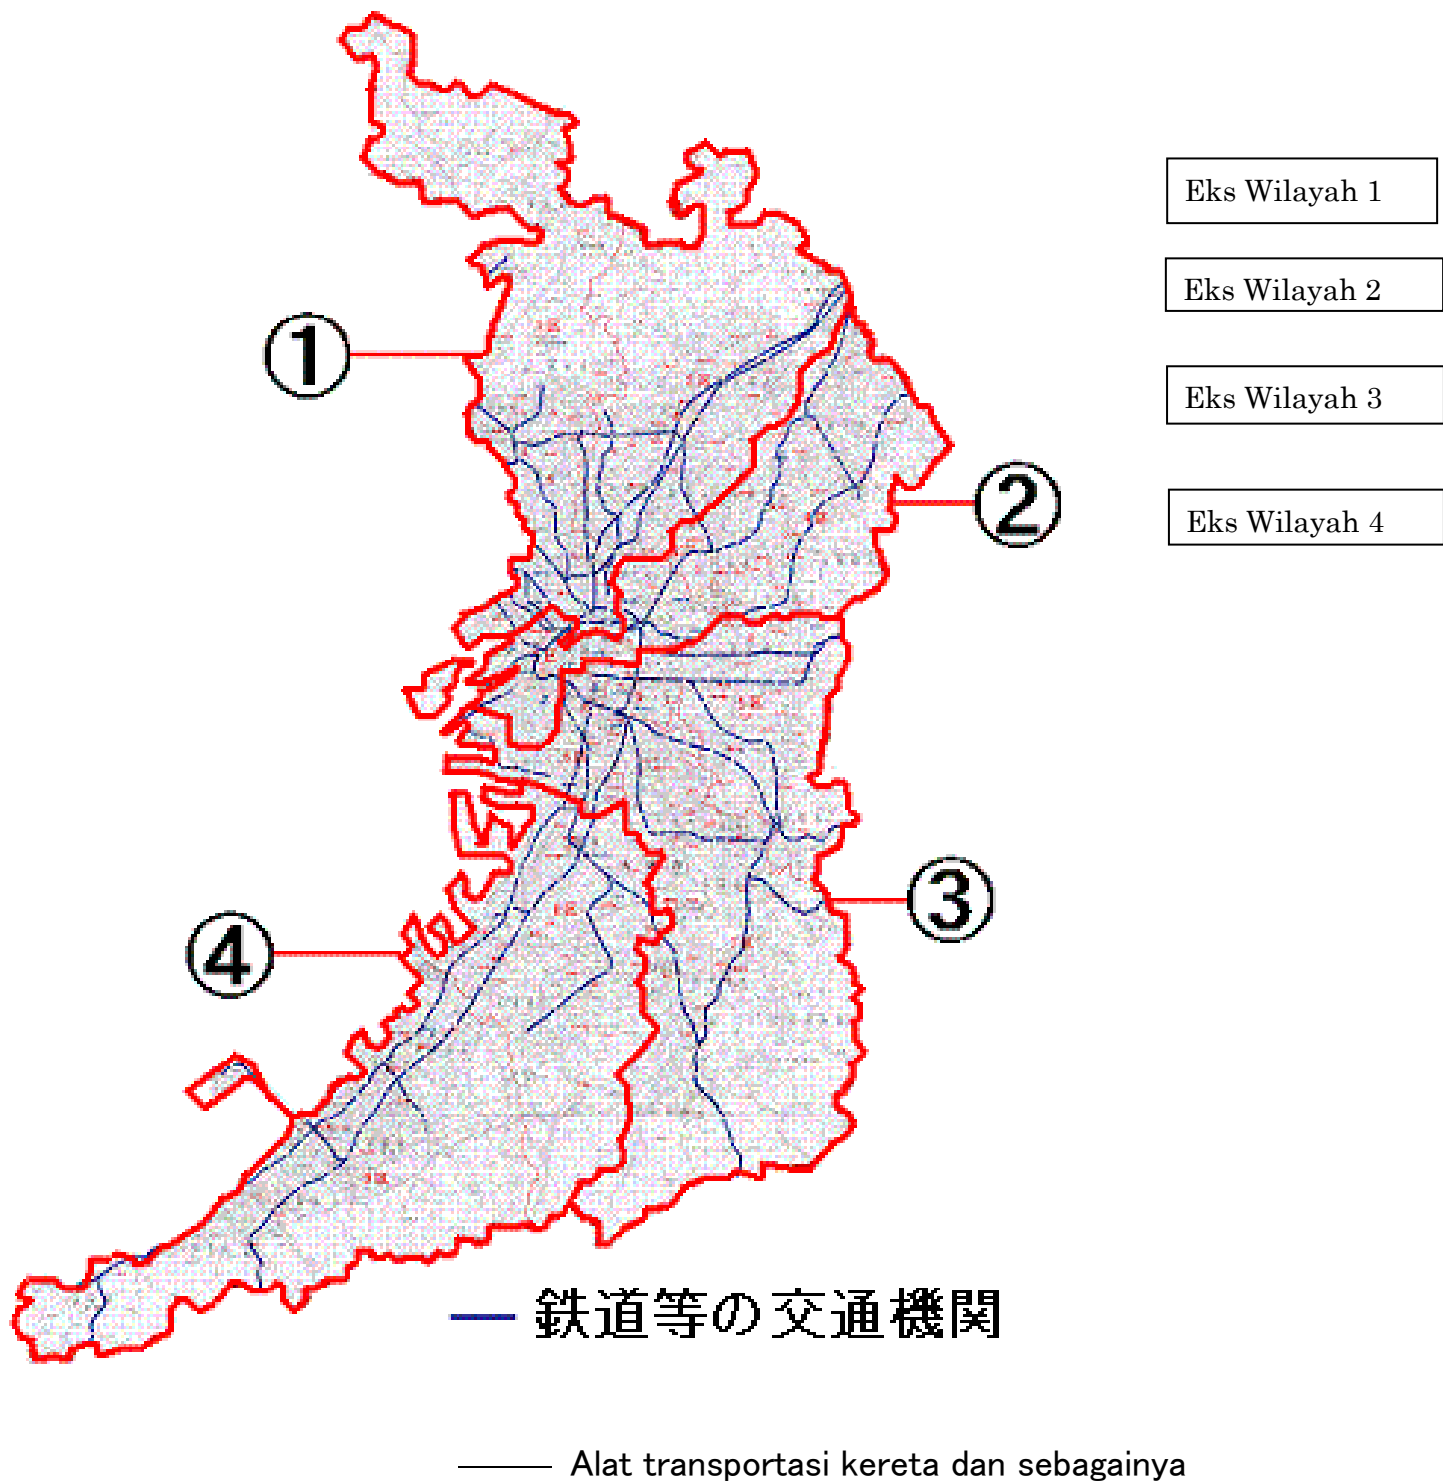 Eks Wilayah 1
Eks Wilayah 2
Eks Wilayah 3
Eks Wilayah 4
①
②
③
④
鉄道等の交通機関
Alat transportasi kereta dan sebagainya